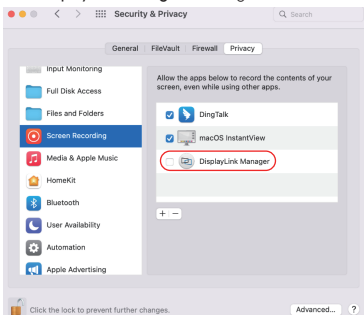 Security & Privacy
Search
General
FileVault
Firewall
Privacy
Input Monitoring
Full Disk Access
Files and Folders
Screen Recording
Media & Apple Music
HomeKit
Bluetooth
User Availability
Automation
Apple Advertising
Allow the apps below to record the contents of your
screen, even while using other apps.
DingTalk
macOS InstantView
DisplayLink Manager
+ −
Click the lock to prevent further changes.
Advanced...
?